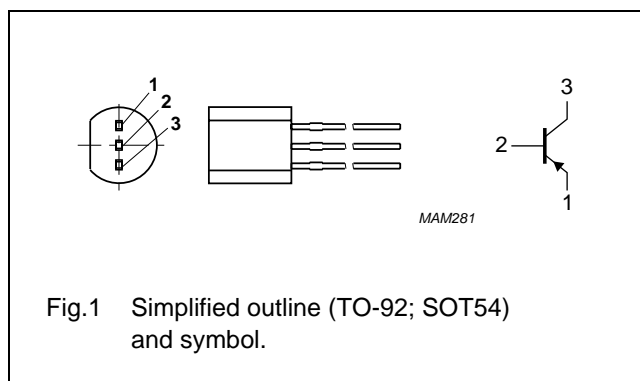 1
2
3
3
2
1
MAM281
Fig.1 Simplified outline (TO-92; SOT54)
and symbol.